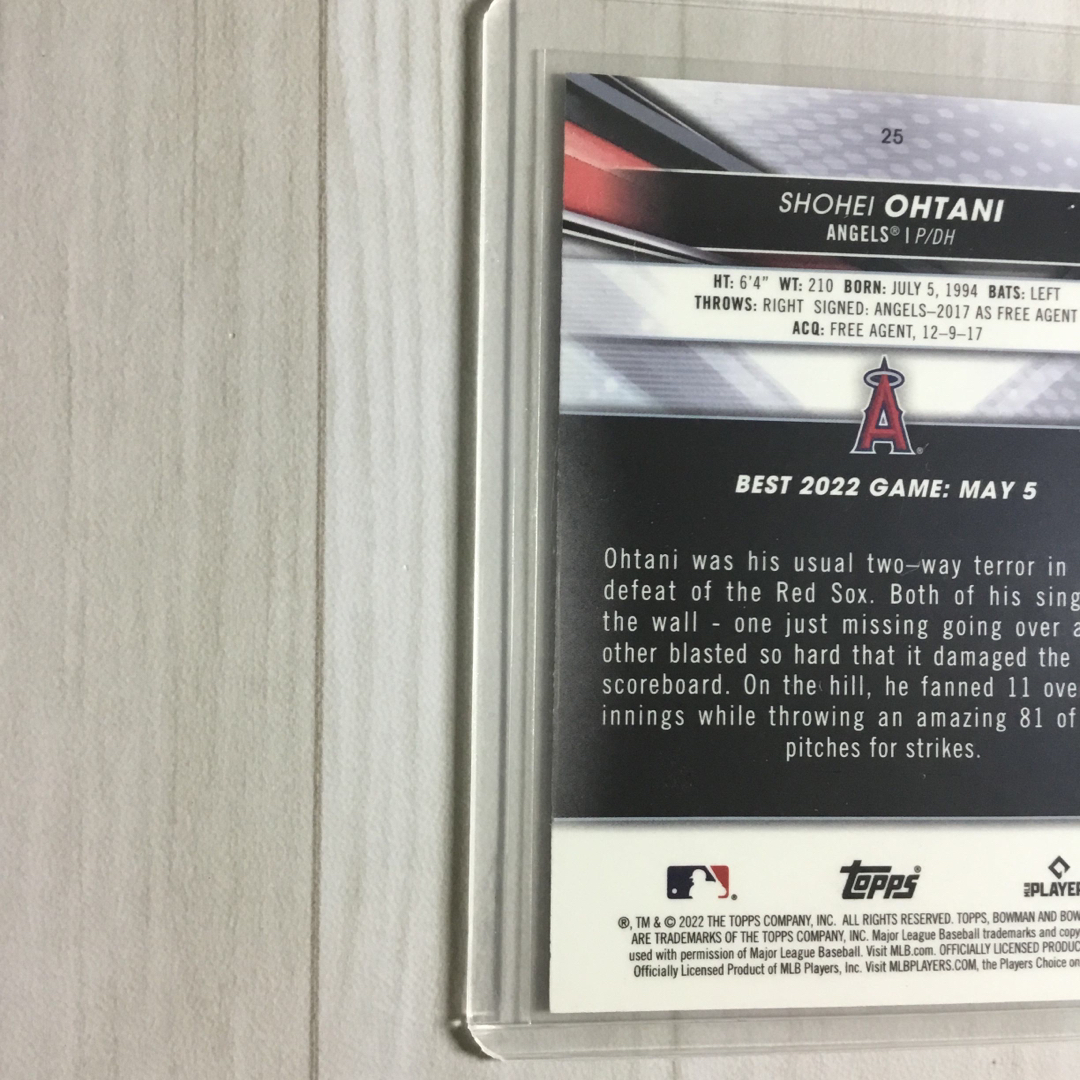 25
SHOHEI OHTANI
ANGELS® | P/DH
HT: 6'4" WT: 210 BORN: JULY 5, 1994 BATS: LEFT
THROWS: RIGHT SIGNED: ANGELS–2017 AS FREE AGENT
ACQ: FREE AGENT, 12–9–17
A
BEST 2022 GAME: MAY 5
Ohtani was his usual two–way terror in
defeat of the Red Sox. Both of his
the wall - one just missing going over
other blasted so hard that it damaged the
scoreboard. On the hill, he fanned 11
innings while throwing an amazing 81 of
pitches for strikes.
Topps®
MLB PLAYER
®, TM & © 2022 THE TOPPS COMPANY, INC. ALL RIGHTS RESERVED. TOPPS, BOWMAN AND
ARE TRADEMARKS OF THE TOPPS COMPANY, INC. Major League Baseball trademarks and
used with permission of Major League Baseball. Visit MLB.com. OFFICIALLY LICENSED
Officially Licensed Product of MLB Players, Inc. Visit MLBPLAYERS.COM, the Players Choice on